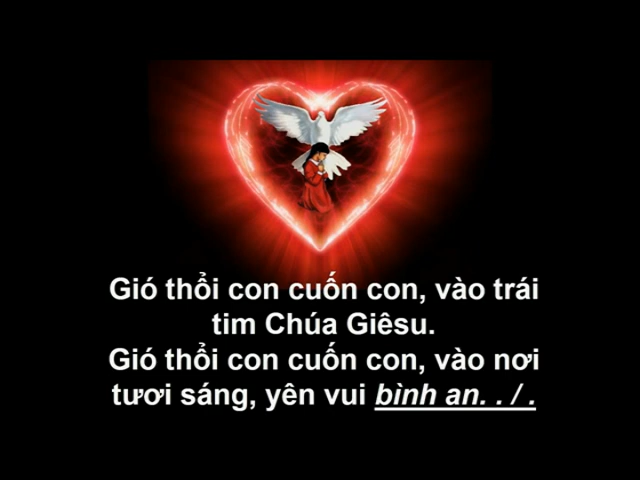 Gió thổi con cuốn con, vào trái
tim Chúa Giêsu.
Gió thổi con cuốn con, vào nơi
tươi sáng, yên vui bình an. . / .